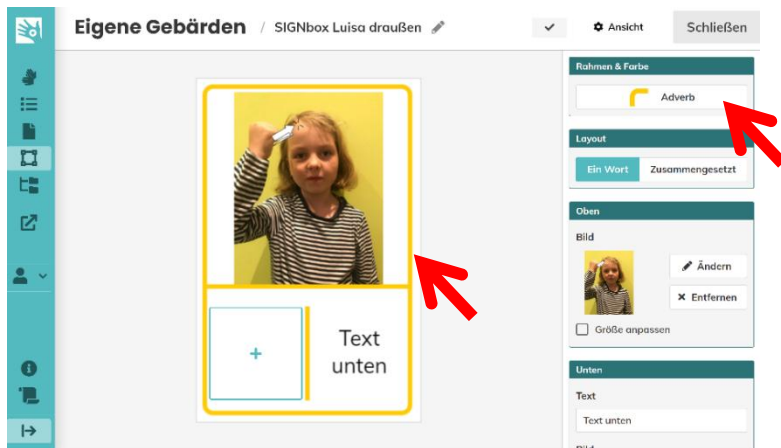 Eigene Gebärden / SIGNbox Luisa draußen
Ansicht
Schließen
Text
unten
Rahmen & Farbe
Adverb
Layout
Ein Wort Zusammengesetzt
Oben
Bild
Ändern
Entfernen
Größe anpassen
Unten
Text
Text unten
Bild